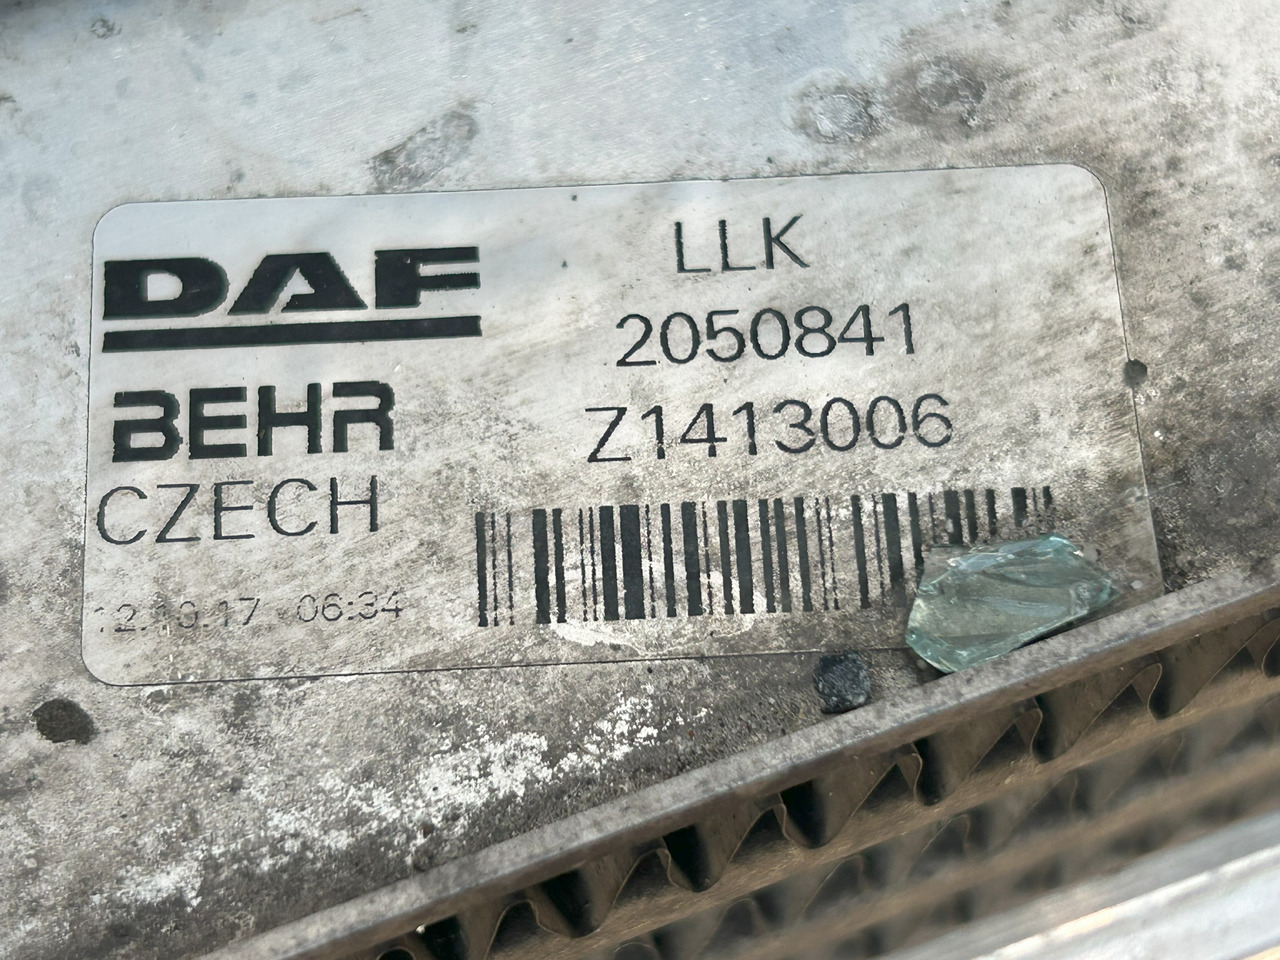 DAF
LLK
2050841
BEHR
Z1413006
CZECH
12.10.17 06:34